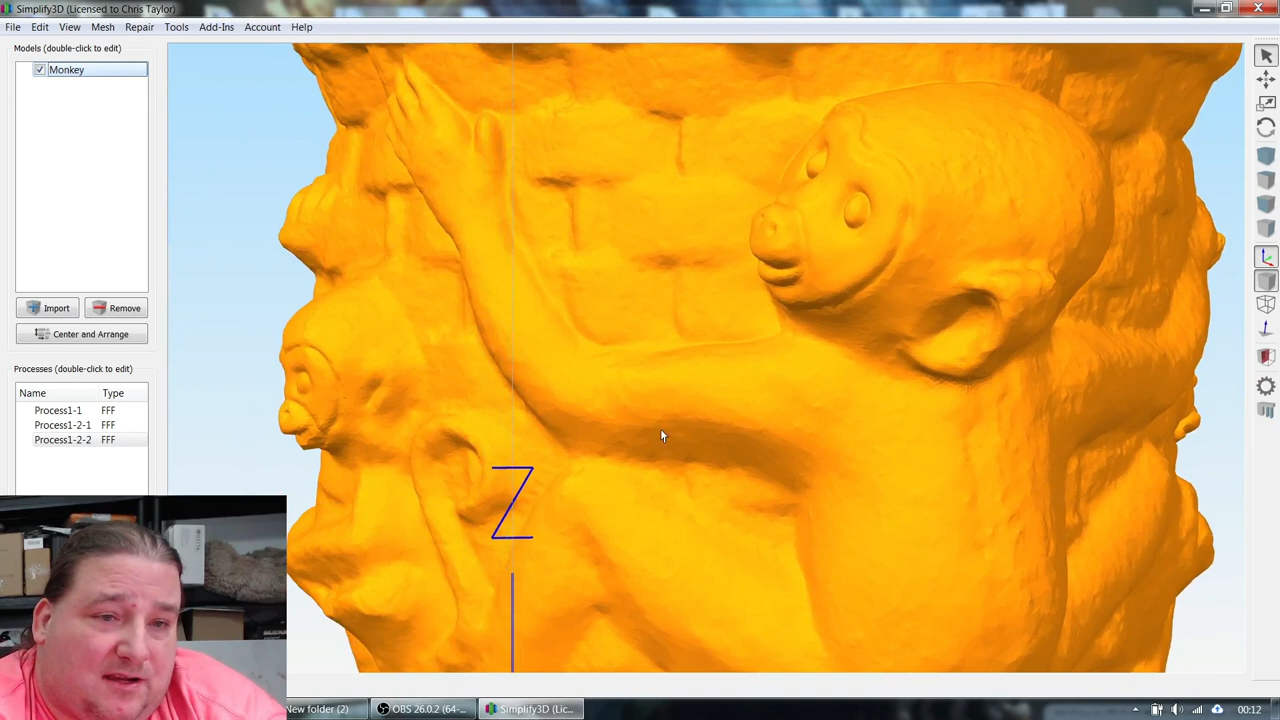 Simplify3D (Licensed to Chris Taylor)
File Edit View Mesh Repair Tools Add-Ins Account Help
Models (double-click to edit)
Monkey
Import Remove
Center and Arrange
Processes (double-click to edit)
Name Type
Process1-1 FFF
Process1-2-1 FFF
Process1-2-2 FFF
Z
New folder (2) OBS 26.0.2 (64-... Simplify3D (Lic... 00:12